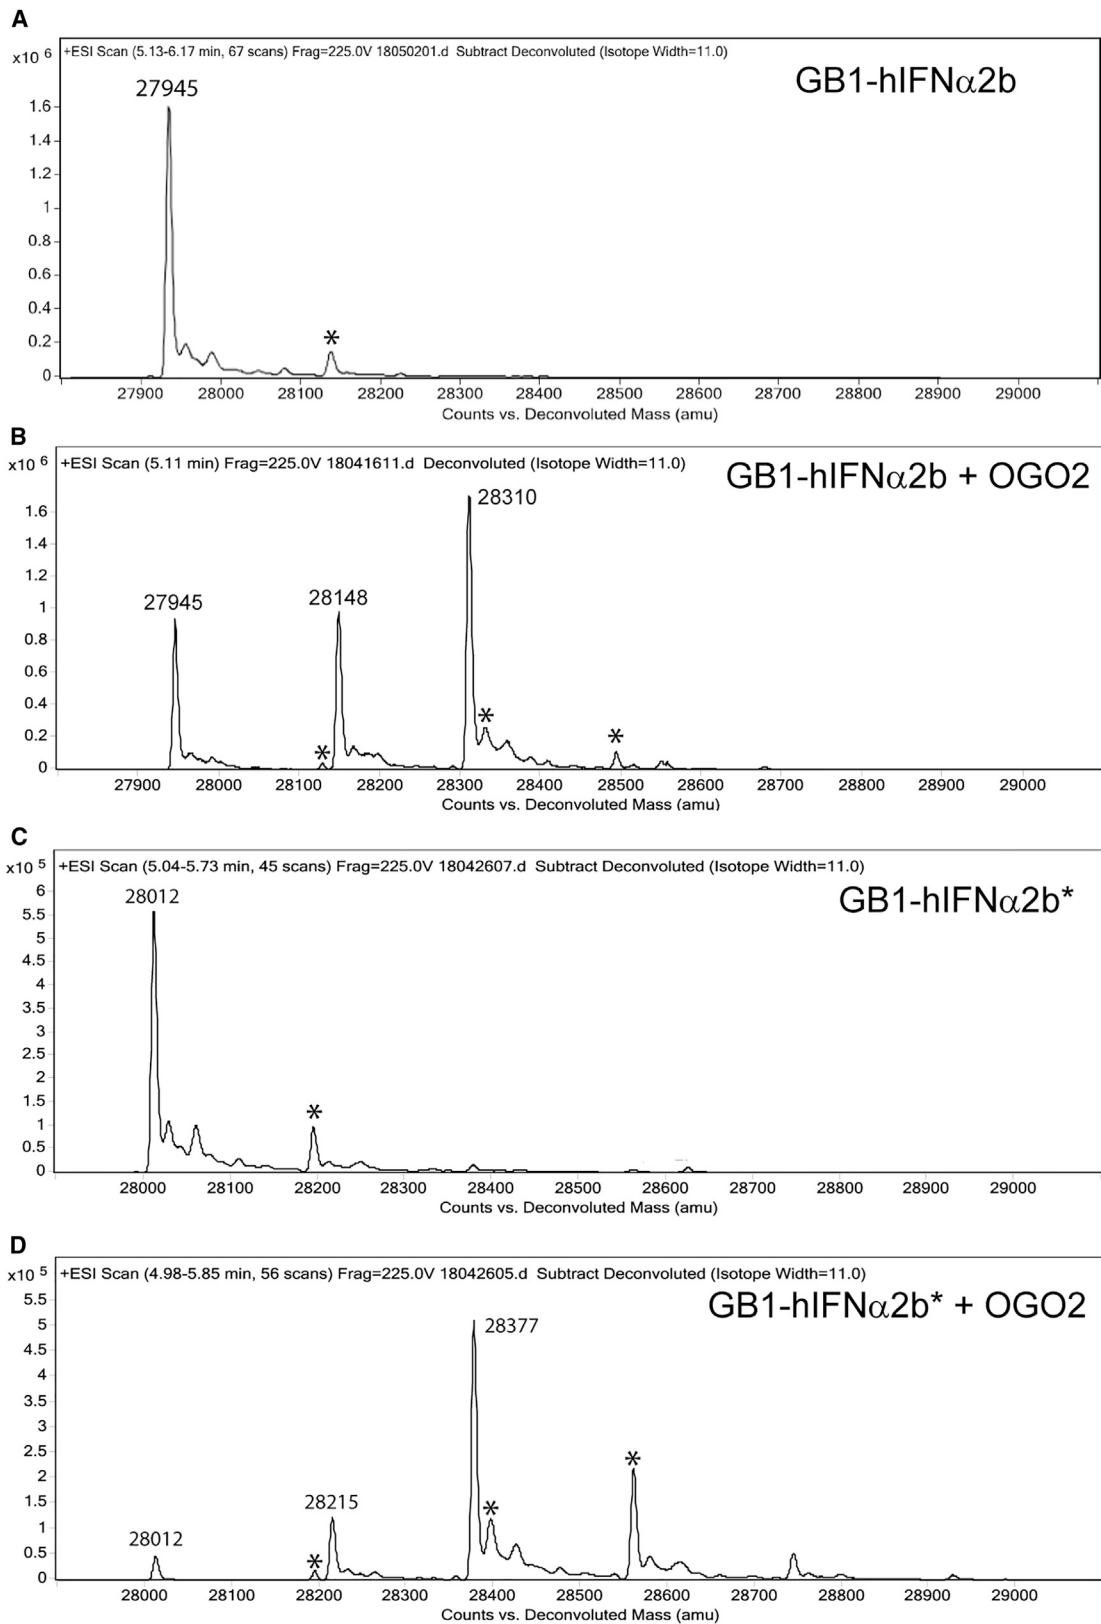 A
+ESI Scan (5.13-6.17 min, 67 scans) Frag=225.0V 18050201.d Subtract Deconvoluted (Isotope Width=11.0)
x10 6
GB1-hIFNα2b
27945
1.6
1.4
1.2
1
0.8
0.6
0.4
0.2
0
*
27900 28000 28100 28200 28300 28400 28500 28600 28700 28800 28900 29000
Counts vs. Deconvoluted Mass (amu)
B
+ESI Scan (5.11 min) Frag=225.0V 18041611.d Deconvoluted (Isotope Width=11.0)
x10 6
GB1-hIFNα2b + OGO2
28310
27945
28148
1.6
1.4
1.2
1
0.8
0.6
0.4
0.2
0
* * *
27900 28000 28100 28200 28300 28400 28500 28600 28700 28800 28900 29000
Counts vs. Deconvoluted Mass (amu)
C
+ESI Scan (5.04-5.73 min, 45 scans) Frag=225.0V 18042607.d Subtract Deconvoluted (Isotope Width=11.0)
x10 5
GB1-hIFNα2b*
28012
6
5.5
5
4.5
4
3.5
3
2.5
2
1.5
1
0.5
0
*
28000 28100 28200 28300 28400 28500 28600 28700 28800 28900 29000
Counts vs. Deconvoluted Mass (amu)
D
+ESI Scan (4.98-5.85 min, 56 scans) Frag=225.0V 18042605.d Subtract Deconvoluted (Isotope Width=11.0)
x10 5
GB1-hIFNα2b* + OGO2
28377
28215
28012
5.5
5
4.5
4
3.5
3
2.5
2
1.5
1
0.5
0
* * *
28000 28100 28200 28300 28400 28500 28600 28700 28800 28900 29000
Counts vs. Deconvoluted Mass (amu)